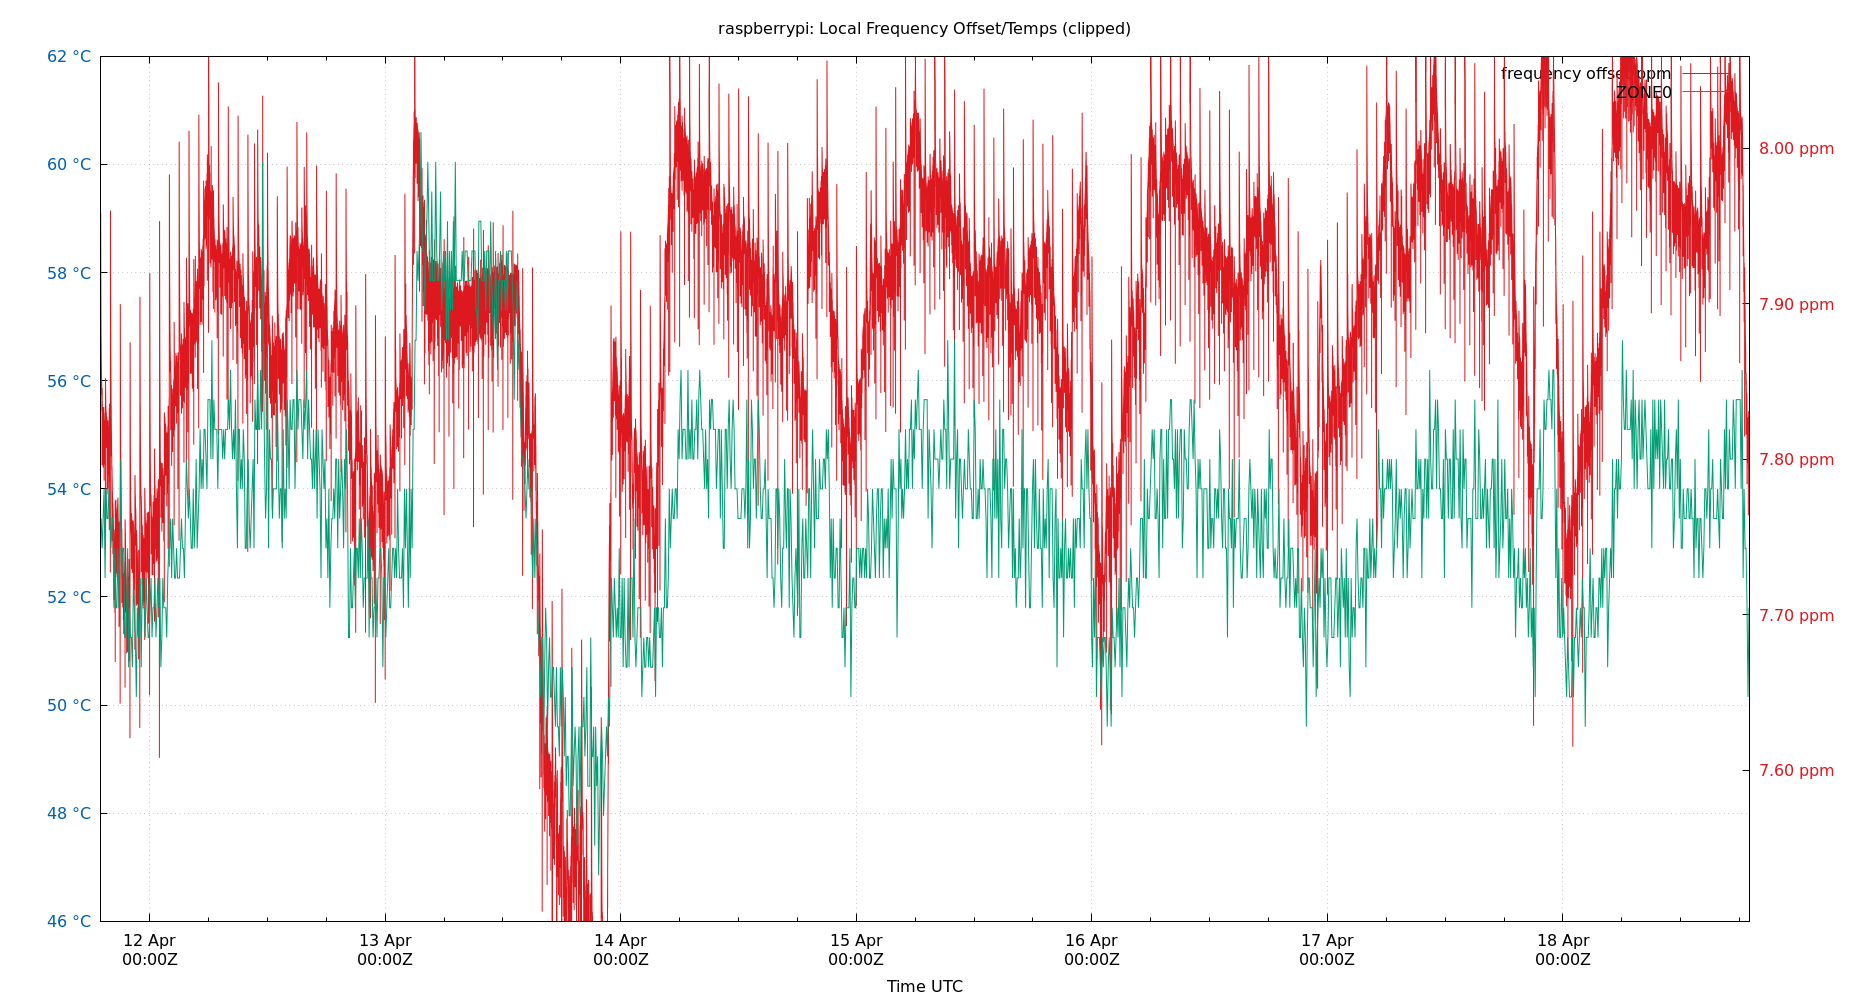 raspberrypi: Local Frequency Offset/Temps (clipped)
62 °C
frequency offset ppm
ZONE0
60 °C
8.00 ppm
58 °C
7.90 ppm
56 °C
7.80 ppm
54 °C
52 °C
7.70 ppm
50 °C
7.60 ppm
48 °C
46 °C
12 Apr 13 Apr 14 Apr 15 Apr 16 Apr 17 Apr 18 Apr
00:00Z 00:00Z 00:00Z 00:00Z 00:00Z 00:00Z 00:00Z
Time UTC